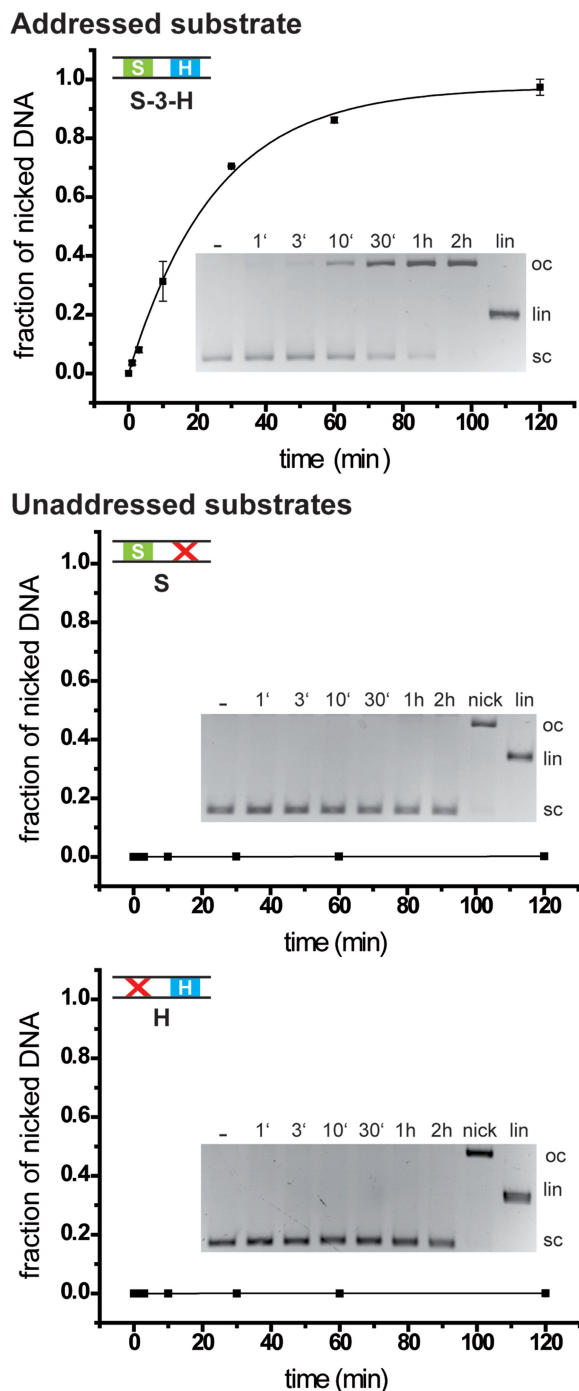 Addressed substrate
S H
S-3-H
fraction of nicked DNA
1.0
0.8
0.6
0.4
0.2
0.0
- 1‘ 3‘ 10‘ 30‘ 1h 2h lin
oc
lin
sc
0 20 40 60 80 100 120
time (min)
Unaddressed substrates
S
S
fraction of nicked DNA
1.0
0.8
0.6
0.4
0.2
0.0
- 1‘ 3‘ 10‘ 30‘ 1h 2h nick lin
oc
lin
sc
0 20 40 60 80 100 120
time (min)
H
H
fraction of nicked DNA
1.0
0.8
0.6
0.4
0.2
0.0
- 1‘ 3‘ 10‘ 30‘ 1h 2h nick lin
oc
lin
sc
0 20 40 60 80 100 120
time (min)